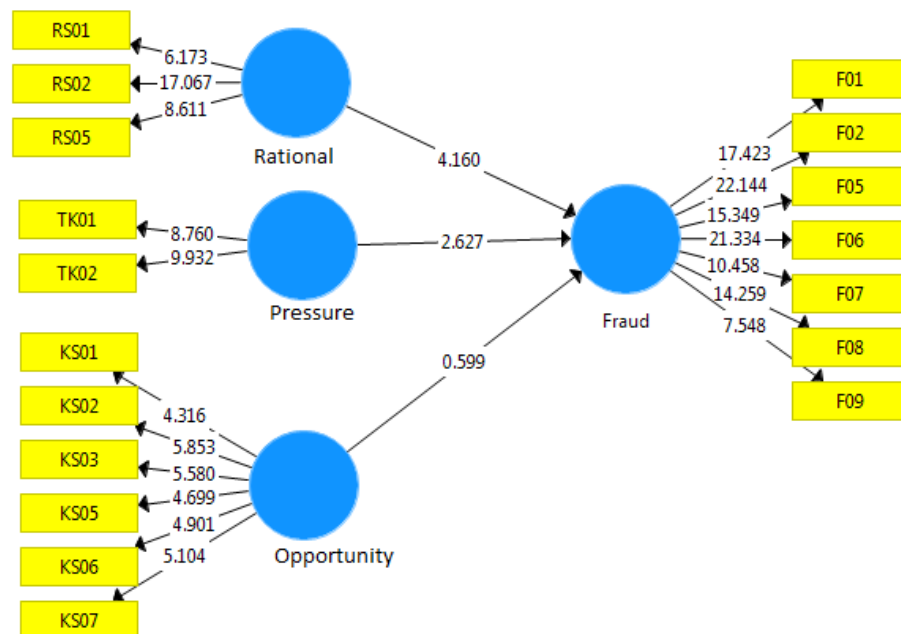 RS01
6.173
RS02
17.067
8.611
RS05
Rational
4.160
TK01
8.760
TK02
9.932
Pressure
2.627
KS01
KS02
4.316
KS03
5.853
5.580
KS05
4.699
4.901
KS06
5.104
KS07
Opportunity
0.599
Fraud
F01
F02
17.423
22.144
F05
15.349
21.334
F06
10.458
F07
14.259
7.548
F08
F09